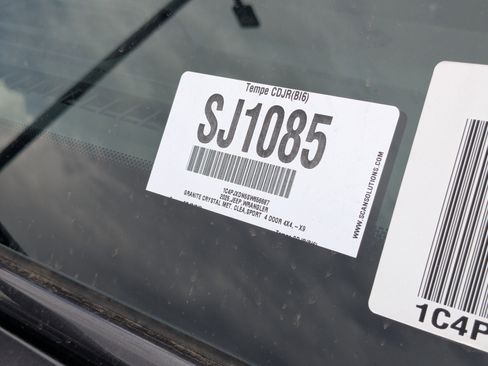 Tempe CDJR(BI6)
SJ1085
2025 JEEP WRANGLER
GRANITE CRYSTAL MET. CLEA, SPORT 4 DOOR 4X4, - X9
WWW.SCANSOLUTIONS.COM
1C4P